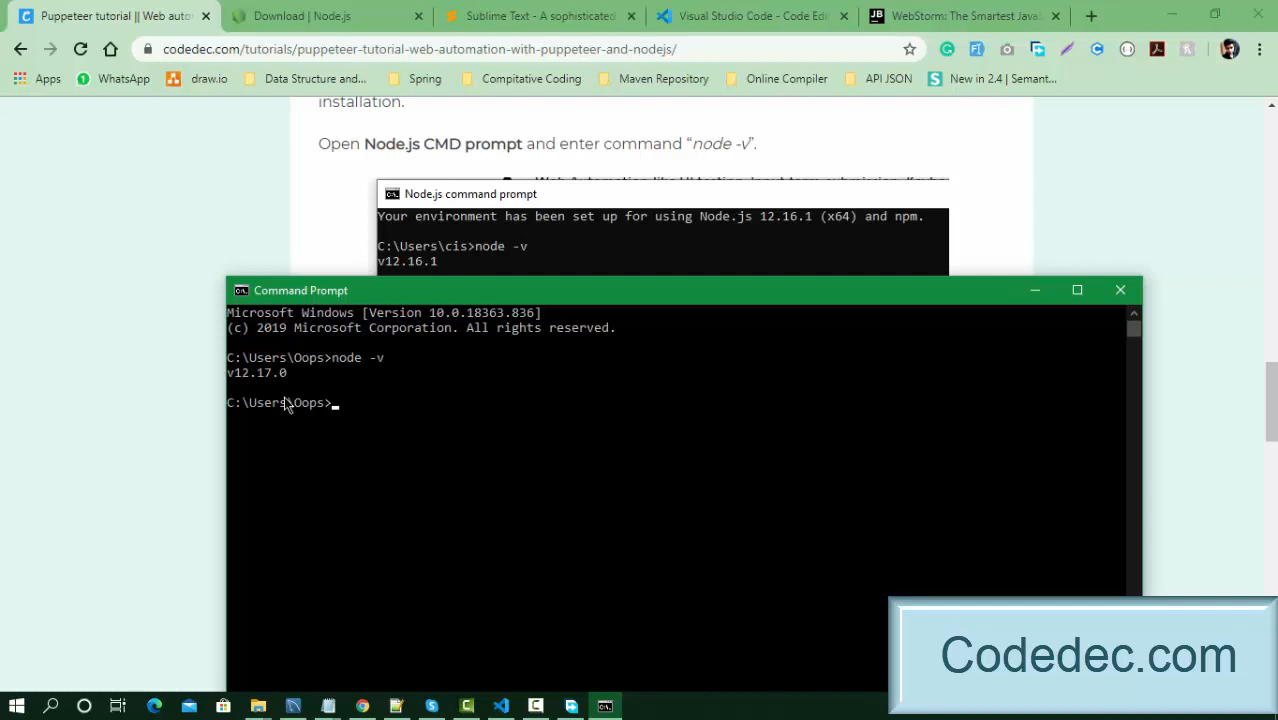 Puppeteer tutorial || Web auto
Download | Node.js
Sublime Text - A sophisticated
Visual Studio Code - Code Edi
WebStorm: The Smartest Java
codedec.com/tutorials/puppeteer-tutorial-web-automation-with-puppeteer-and-nodejs/
Apps
WhatsApp
draw.io
Data Structure and...
Spring
Compitative Coding
Maven Repository
Online Compiler
API JSON
New in 2.4 | Semant...
installation.
Open Node.js CMD prompt and enter command “node -v”.
Node.js command prompt
Your environment has been set up for using Node.js 12.16.1 (x64) and npm.
C:\Users\cis>node -v
v12.16.1
Command Prompt
Microsoft Windows [Version 10.0.18363.836]
(c) 2019 Microsoft Corporation. All rights reserved.
C:\Users\Oops>node -v
v12.17.0
C:\Users\Oops>
Codedec.com